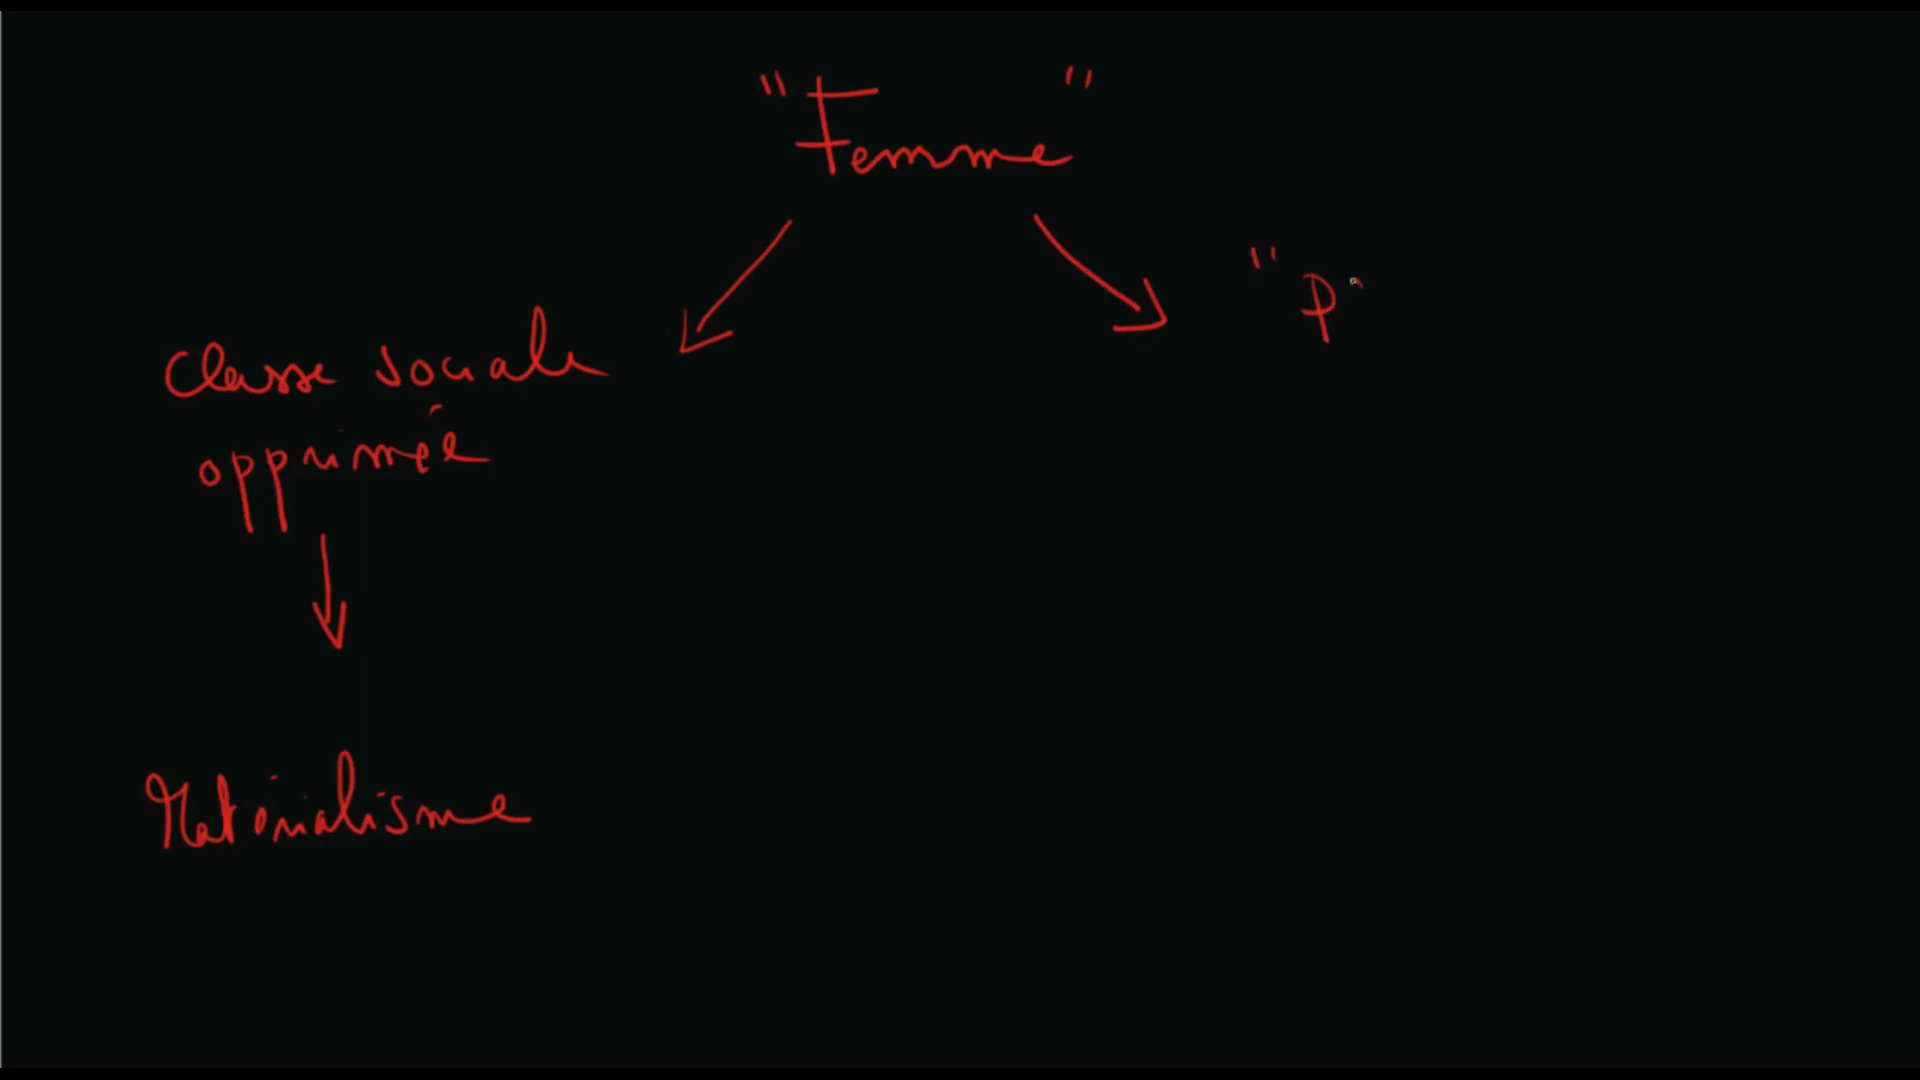 "Femme"
"P
Classe sociale
opprimée
Matérialisme